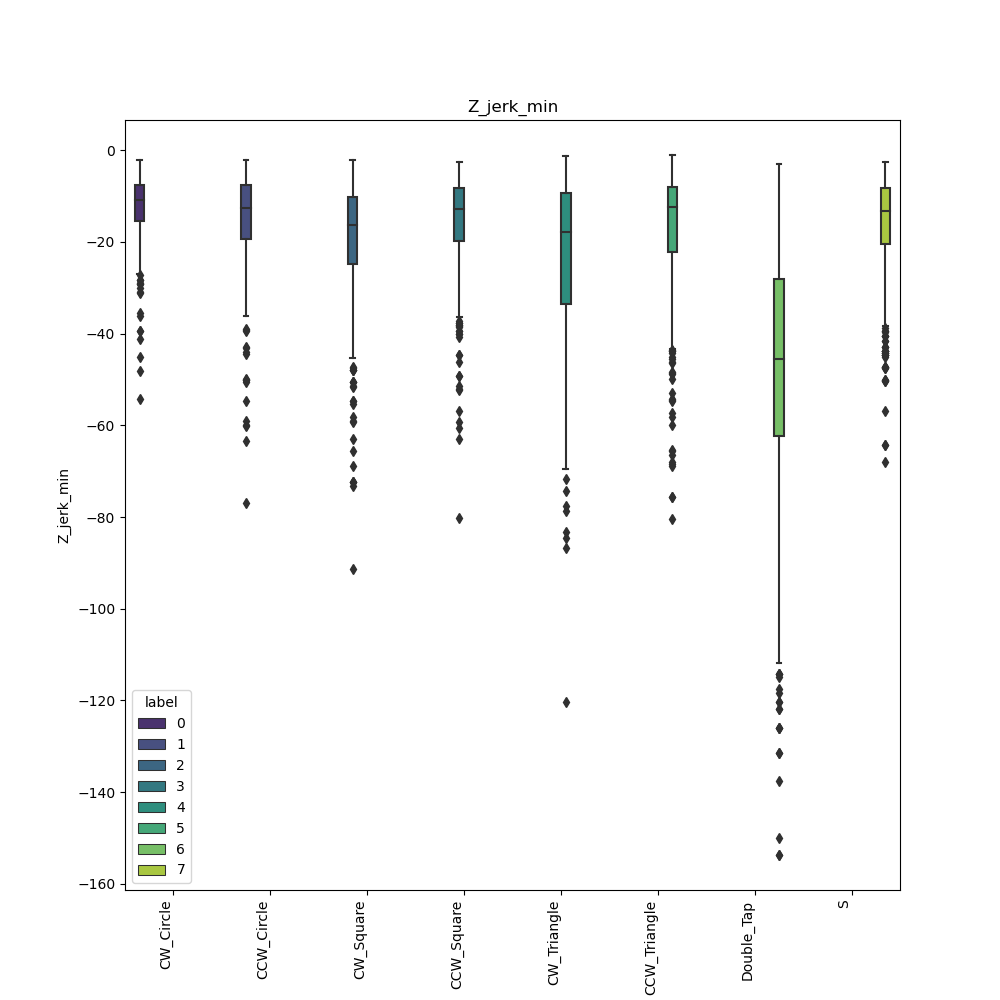 Z_jerk_min
Z_jerk_min
0
−20
−40
−60
−80
−100
−120
−140
−160
label
0
1
2
3
4
5
6
7
CW_Circle
CCW_Circle
CW_Square
CCW_Square
CW_Triangle
CCW_Triangle
Double_Tap
S